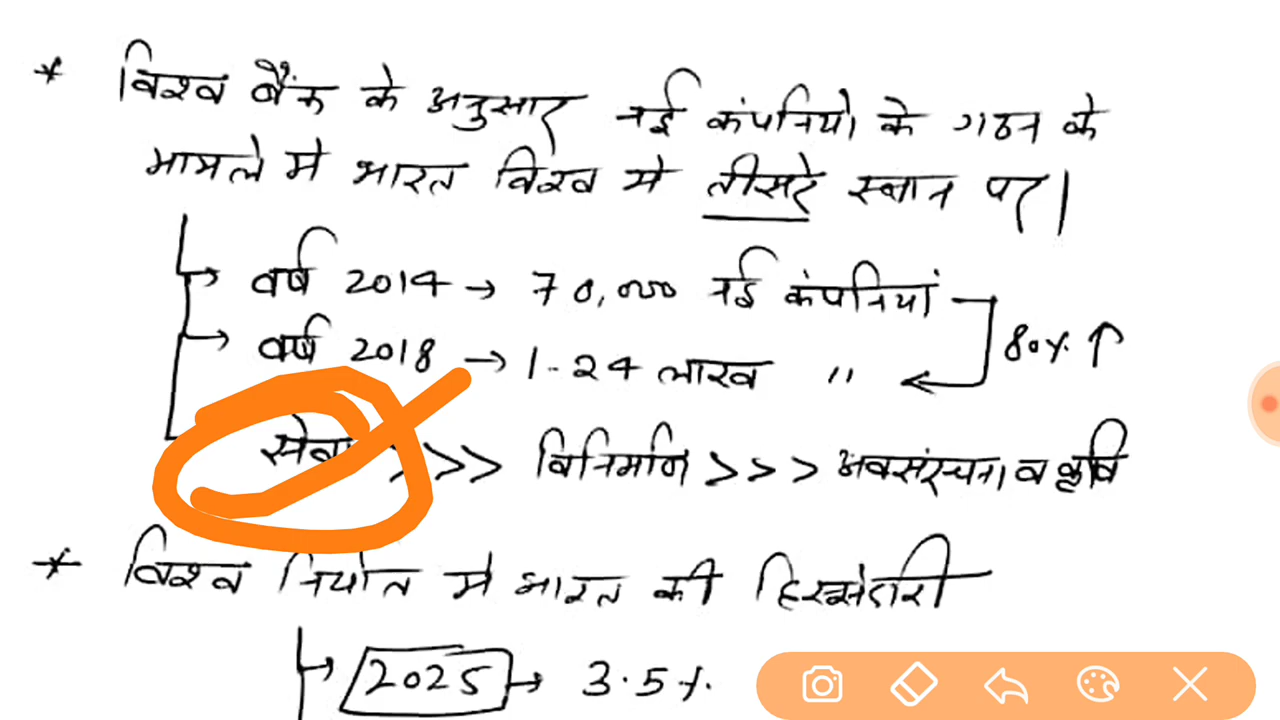 * विश्व बैंक के अनुसार नई कंपनियो के गठन के
मामले मे भारत विश्व मे तीसरे स्थान पर।
→ वर्ष 2014 → 70,000 नई कंपनियां
→ वर्ष 2018 → 1.24 लाख " 80% ↑
सेवा >>> विनिर्माण >>> अवसंरचना व कृषि
* विश्व निर्यात मे भारत की हिस्सेदारी
→ 2025 → 3.5%.